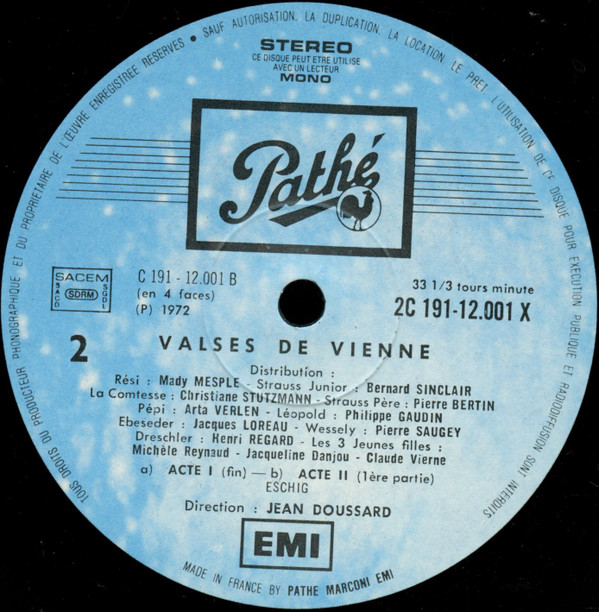 TOUS DROITS DU PRODUCTEUR PHONOGRAPHIQUE ET DU PROPRIETAIRE DE L'ŒUVRE ENREGISTREE RESERVES • SAUF AUTORISATION, LA DUPLICATION, LA LOCATION, LE PRET, L'UTILISATION DE CE DISQUE POUR EXECUTION PUBLIQUE ET RADIODIFFUSION SONT INTERDITS
STEREO
CE DISQUE PEUT ETRE UTILISE
AVEC UN LECTEUR
MONO
Pathé
SACEM
SACD SDRM SGDL
C 191 - 12.001 B
(en 4 faces)
(P) 1972
33 1/3 tours minute
2C 191-12.001 X
2 VALSES DE VIENNE
Distribution :
Rési : Mady MESPLE - Strauss Junior : Bernard SINCLAIR
La Comtesse : Christiane STUTZMANN - Strauss Père : Pierre BERTIN
Pépi : Arta VERLEN - Léopold : Philippe GAUDIN
Ebeseder : Jacques LOREAU - Wessely : Pierre SAUGEY
Dreschler : Henri REGARD - Les 3 Jeunes filles :
Michèle Reynaud - Jacqueline Danjou - Claude Vierne
a) ACTE I (fin) — b) ACTE II (1ère partie)
ESCHIG
Direction : JEAN DOUSSARD
EMI
MADE IN FRANCE BY PATHE MARCONI EMI